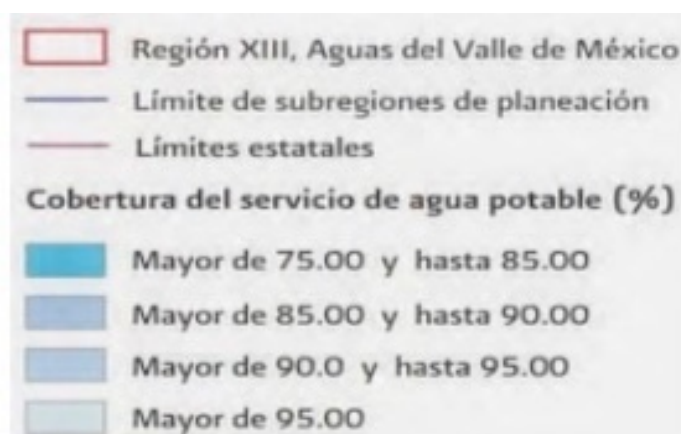 Región XIII, Aguas del Valle de México
Límite de subregiones de planeación
Límites estatales
Cobertura del servicio de agua potable (%)
Mayor de 75.00 y hasta 85.00
Mayor de 85.00 y hasta 90.00
Mayor de 90.0 y hasta 95.00
Mayor de 95.00